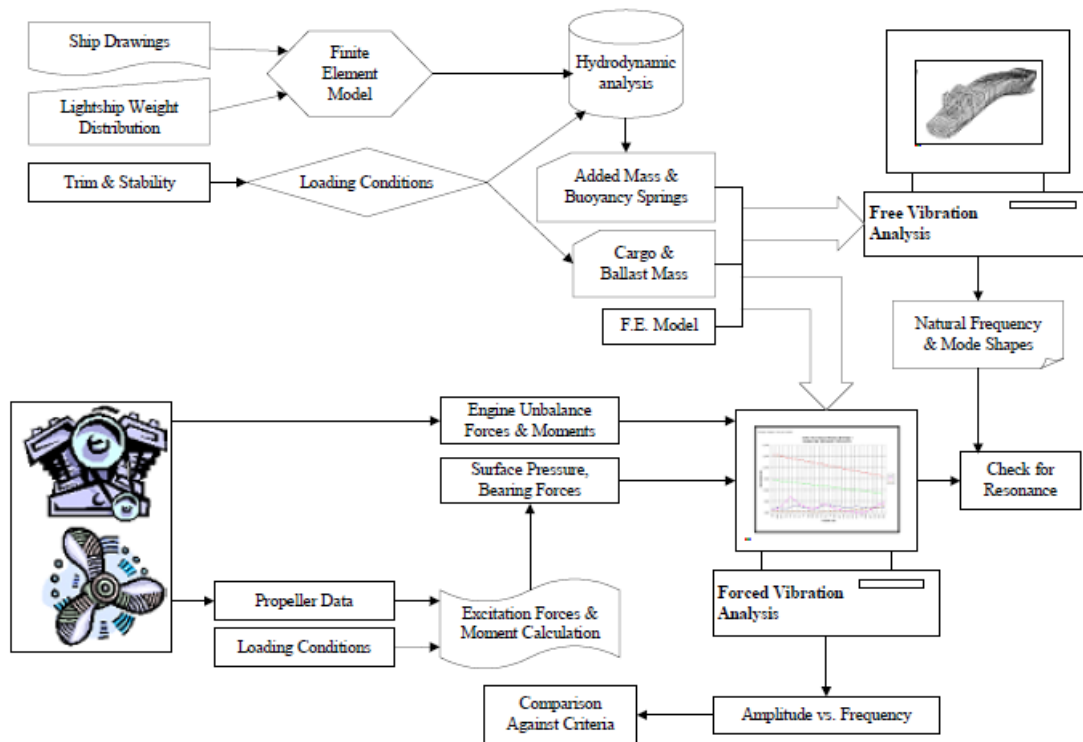 Ship Drawings
Finite
Element
Model
Hydrodynamic
analysis
Lightship Weight
Distribution
Trim & Stability
Loading Conditions
Added Mass &
Buoyancy Springs
Free Vibration
Analysis
Cargo &
Ballast Mass
F.E. Model
Natural Frequency
& Mode Shapes
Engine Unbalance
Forces & Moments
Surface Pressure,
Bearing Forces
Check for
Resonance
Propeller Data
Excitation Forces &
Moment Calculation
Loading Conditions
Forced Vibration
Analysis
Comparison
Against Criteria
Amplitude vs. Frequency